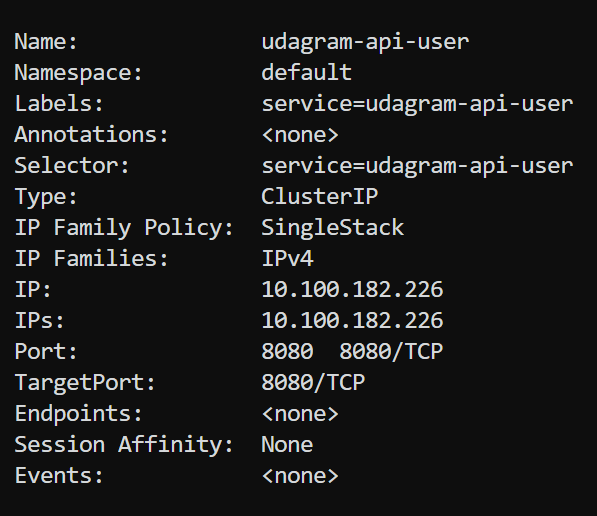 Name: udagram-api-user
Namespace: default
Labels: service=udagram-api-user
Annotations: <none>
Selector: service=udagram-api-user
Type: ClusterIP
IP Family Policy: SingleStack
IP Families: IPv4
IP: 10.100.182.226
IPs: 10.100.182.226
Port: 8080 8080/TCP
TargetPort: 8080/TCP
Endpoints: <none>
Session Affinity: None
Events: <none>